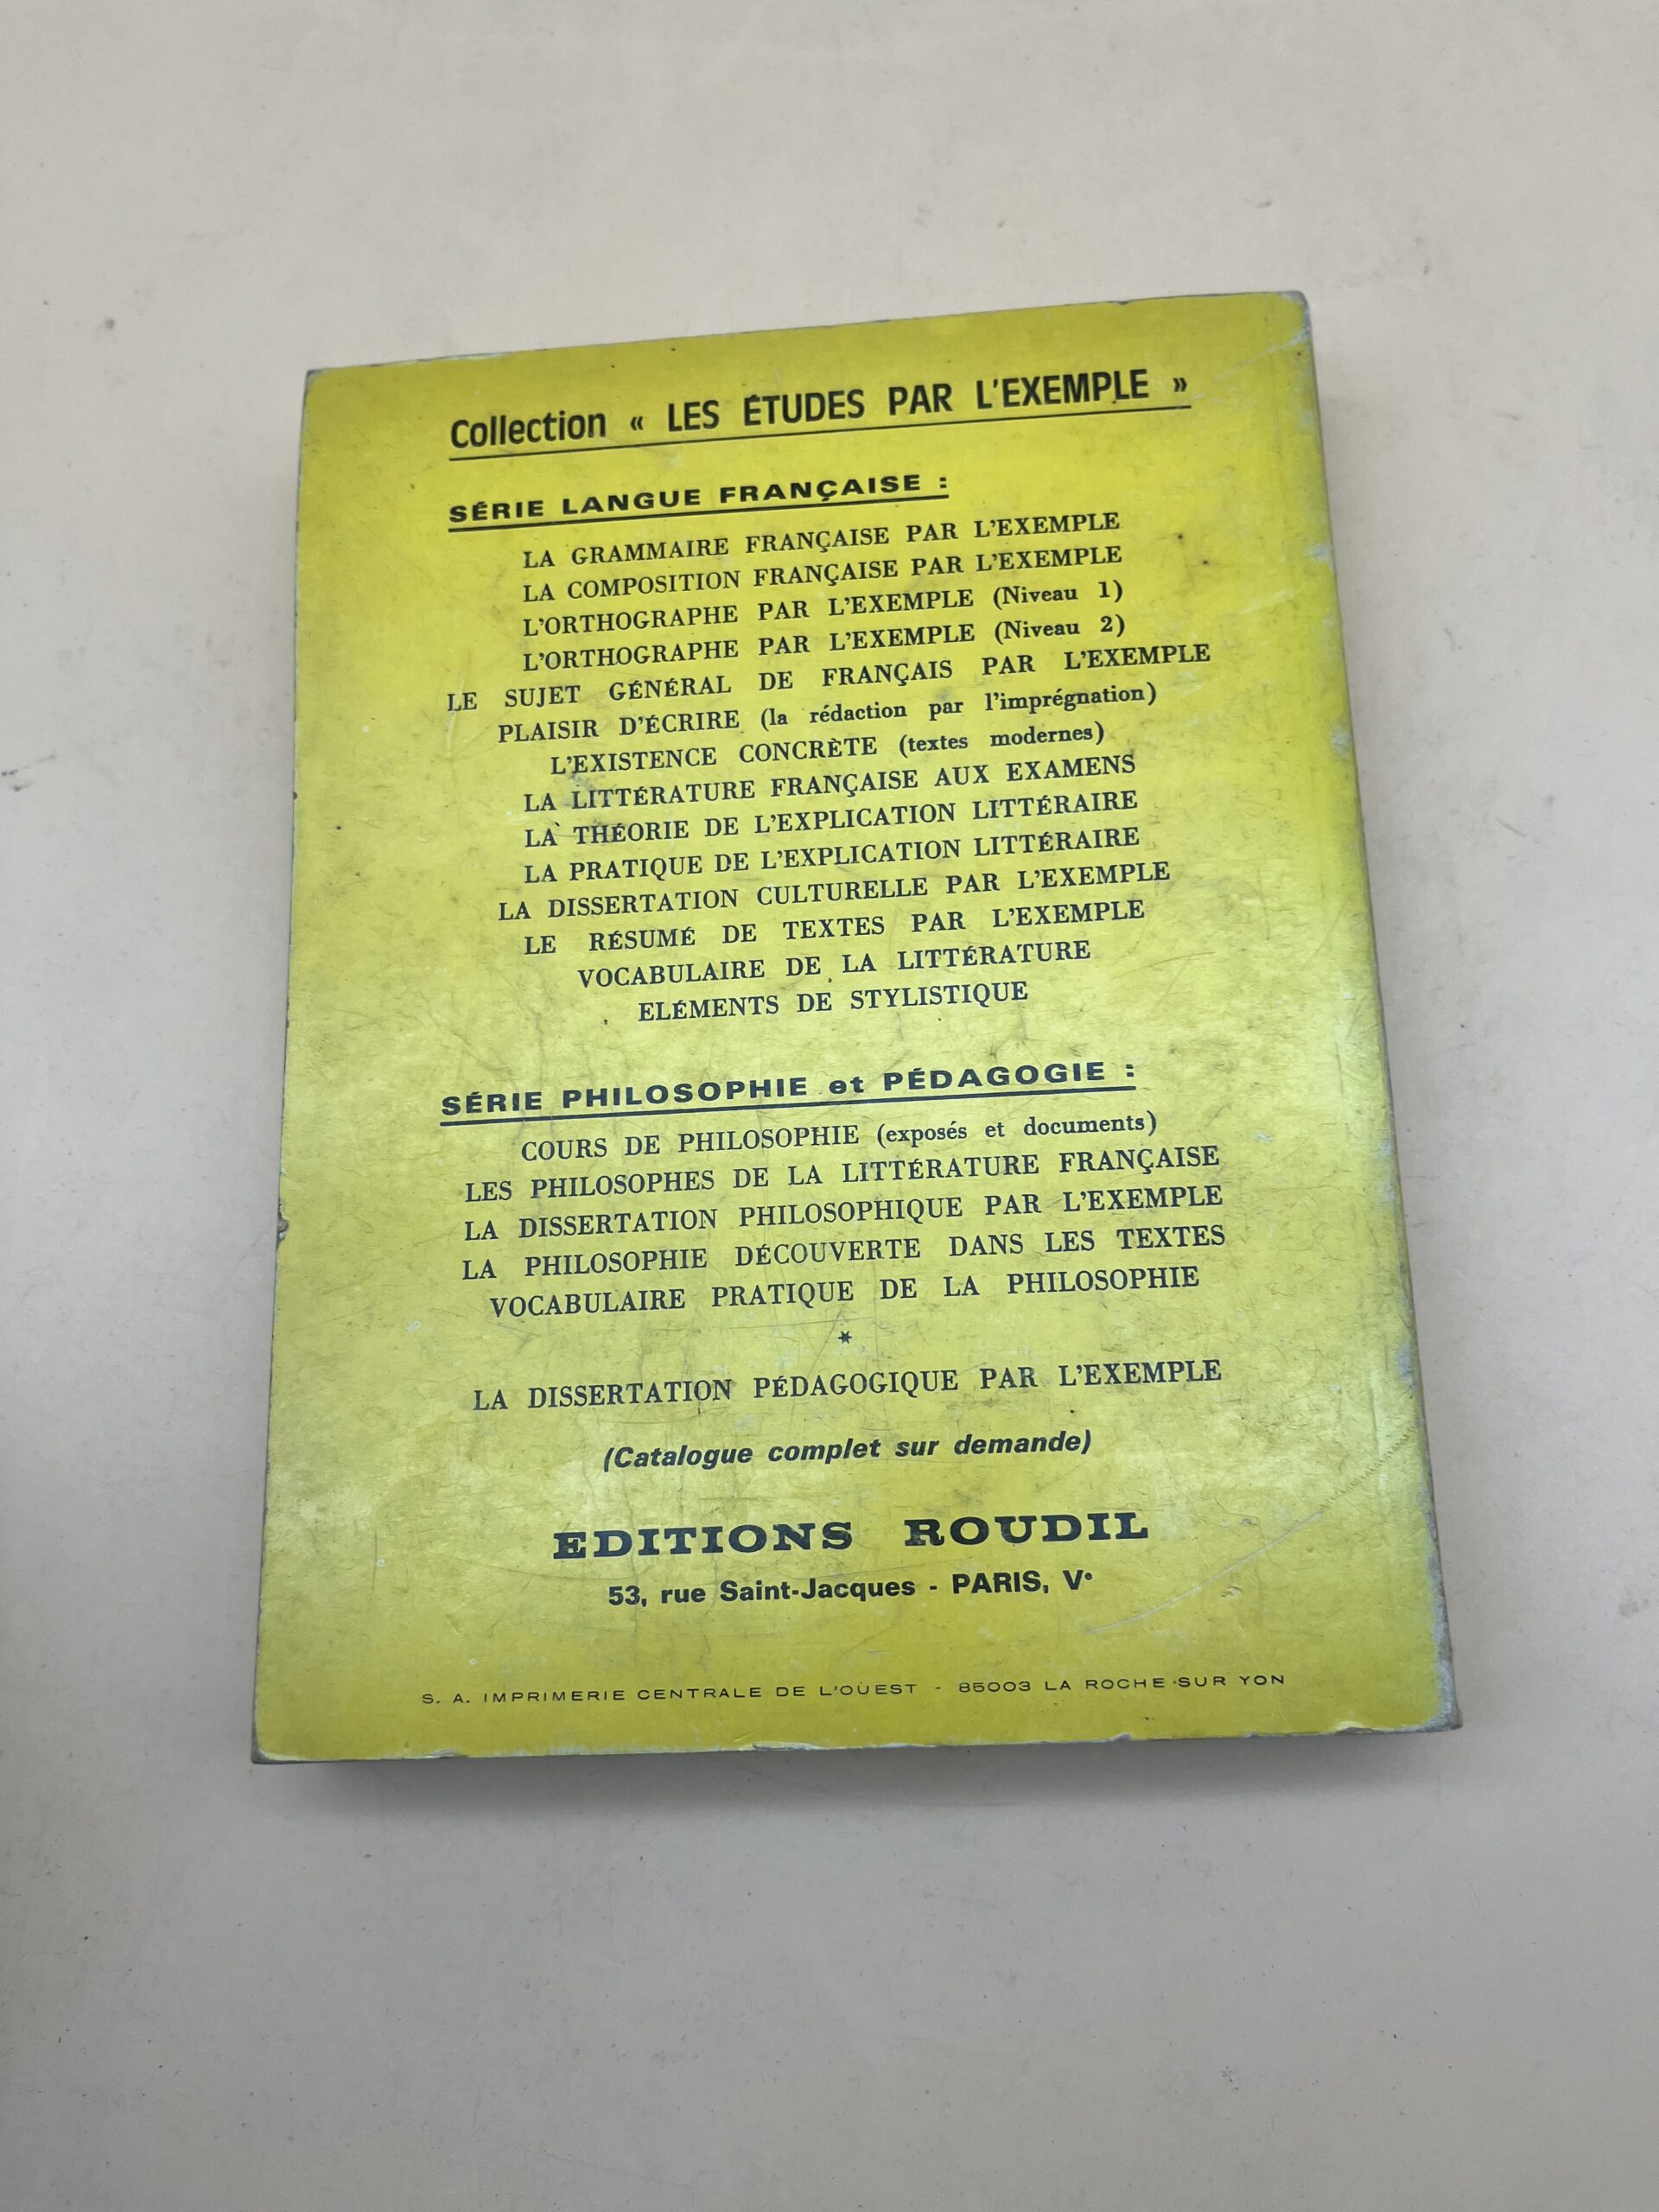 Collection « LES ÉTUDES PAR L'EXEMPLE »
SÉRIE LANGUE FRANÇAISE :
LA GRAMMAIRE FRANÇAISE PAR L'EXEMPLE
LA COMPOSITION FRANÇAISE PAR L'EXEMPLE
L'ORTHOGRAPHE PAR L'EXEMPLE (Niveau 1)
L'ORTHOGRAPHE PAR L'EXEMPLE (Niveau 2)
LE SUJET GÉNÉRAL DE FRANÇAIS PAR L'EXEMPLE
PLAISIR D'ÉCRIRE (la rédaction par l'imprégnation)
L'EXISTENCE CONCRÈTE (textes modernes)
LA LITTÉRATURE FRANÇAISE AUX EXAMENS
LA THÉORIE DE L'EXPLICATION LITTÉRAIRE
LA PRATIQUE DE L'EXPLICATION LITTÉRAIRE
LA DISSERTATION CULTURELLE PAR L'EXEMPLE
LE RÉSUMÉ DE TEXTES PAR L'EXEMPLE
VOCABULAIRE DE LA LITTÉRATURE
ELÉMENTS DE STYLISTIQUE
SÉRIE PHILOSOPHIE et PÉDAGOGIE :
COURS DE PHILOSOPHIE (exposés et documents)
LES PHILOSOPHES DE LA LITTÉRATURE FRANÇAISE
LA DISSERTATION PHILOSOPHIQUE PAR L'EXEMPLE
LA PHILOSOPHIE DÉCOUVERTE DANS LES TEXTES
VOCABULAIRE PRATIQUE DE LA PHILOSOPHIE
★
LA DISSERTATION PÉDAGOGIQUE PAR L'EXEMPLE
(Catalogue complet sur demande)
EDITIONS ROUDIL
53, rue Saint-Jacques - PARIS, Vᵉ
S. A. IMPRIMERIE CENTRALE DE L'OUEST - 85003 LA ROCHE SUR YON